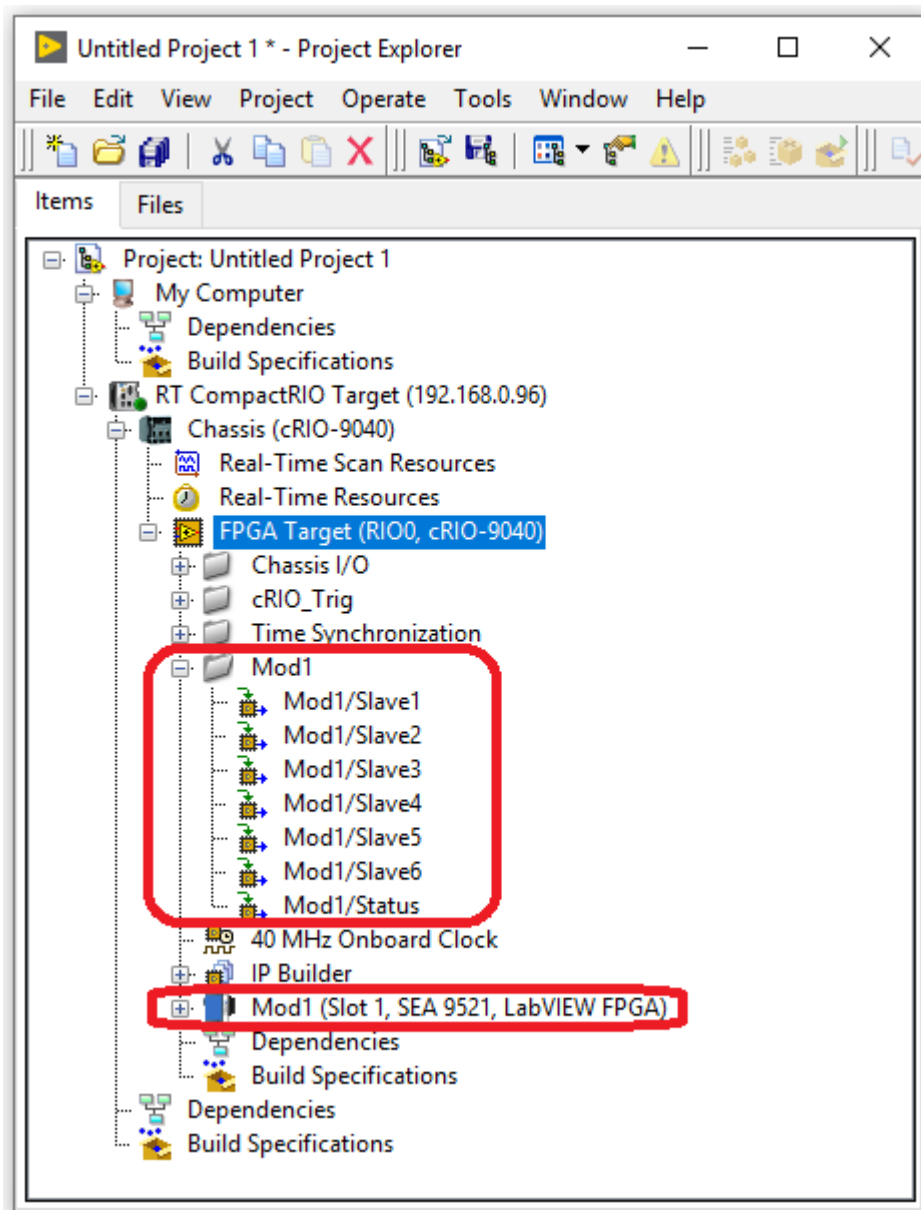 Untitled Project 1 * - Project Explorer
File Edit View Project Operate Tools Window Help
Items Files
Project: Untitled Project 1
My Computer
Dependencies
Build Specifications
RT CompactRIO Target (192.168.0.96)
Chassis (cRIO-9040)
Real-Time Scan Resources
Real-Time Resources
FPGA Target (RIO0, cRIO-9040)
Chassis I/O
cRIO_Trig
Time Synchronization
Mod1
Mod1/Slave1
Mod1/Slave2
Mod1/Slave3
Mod1/Slave4
Mod1/Slave5
Mod1/Slave6
Mod1/Status
40 MHz Onboard Clock
IP Builder
Mod1 (Slot 1, SEA 9521, LabVIEW FPGA)
Dependencies
Build Specifications
Dependencies
Build Specifications